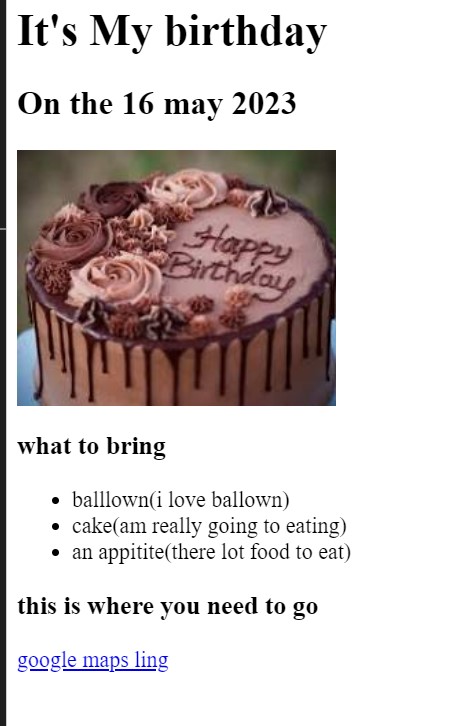 It's My birthday
On the 16 may 2023
Happy
Birthday
what to bring
balllown(i love ballown)
cake(am really going to eating)
an appitite(there lot food to eat)
this is where you need to go
google maps ling